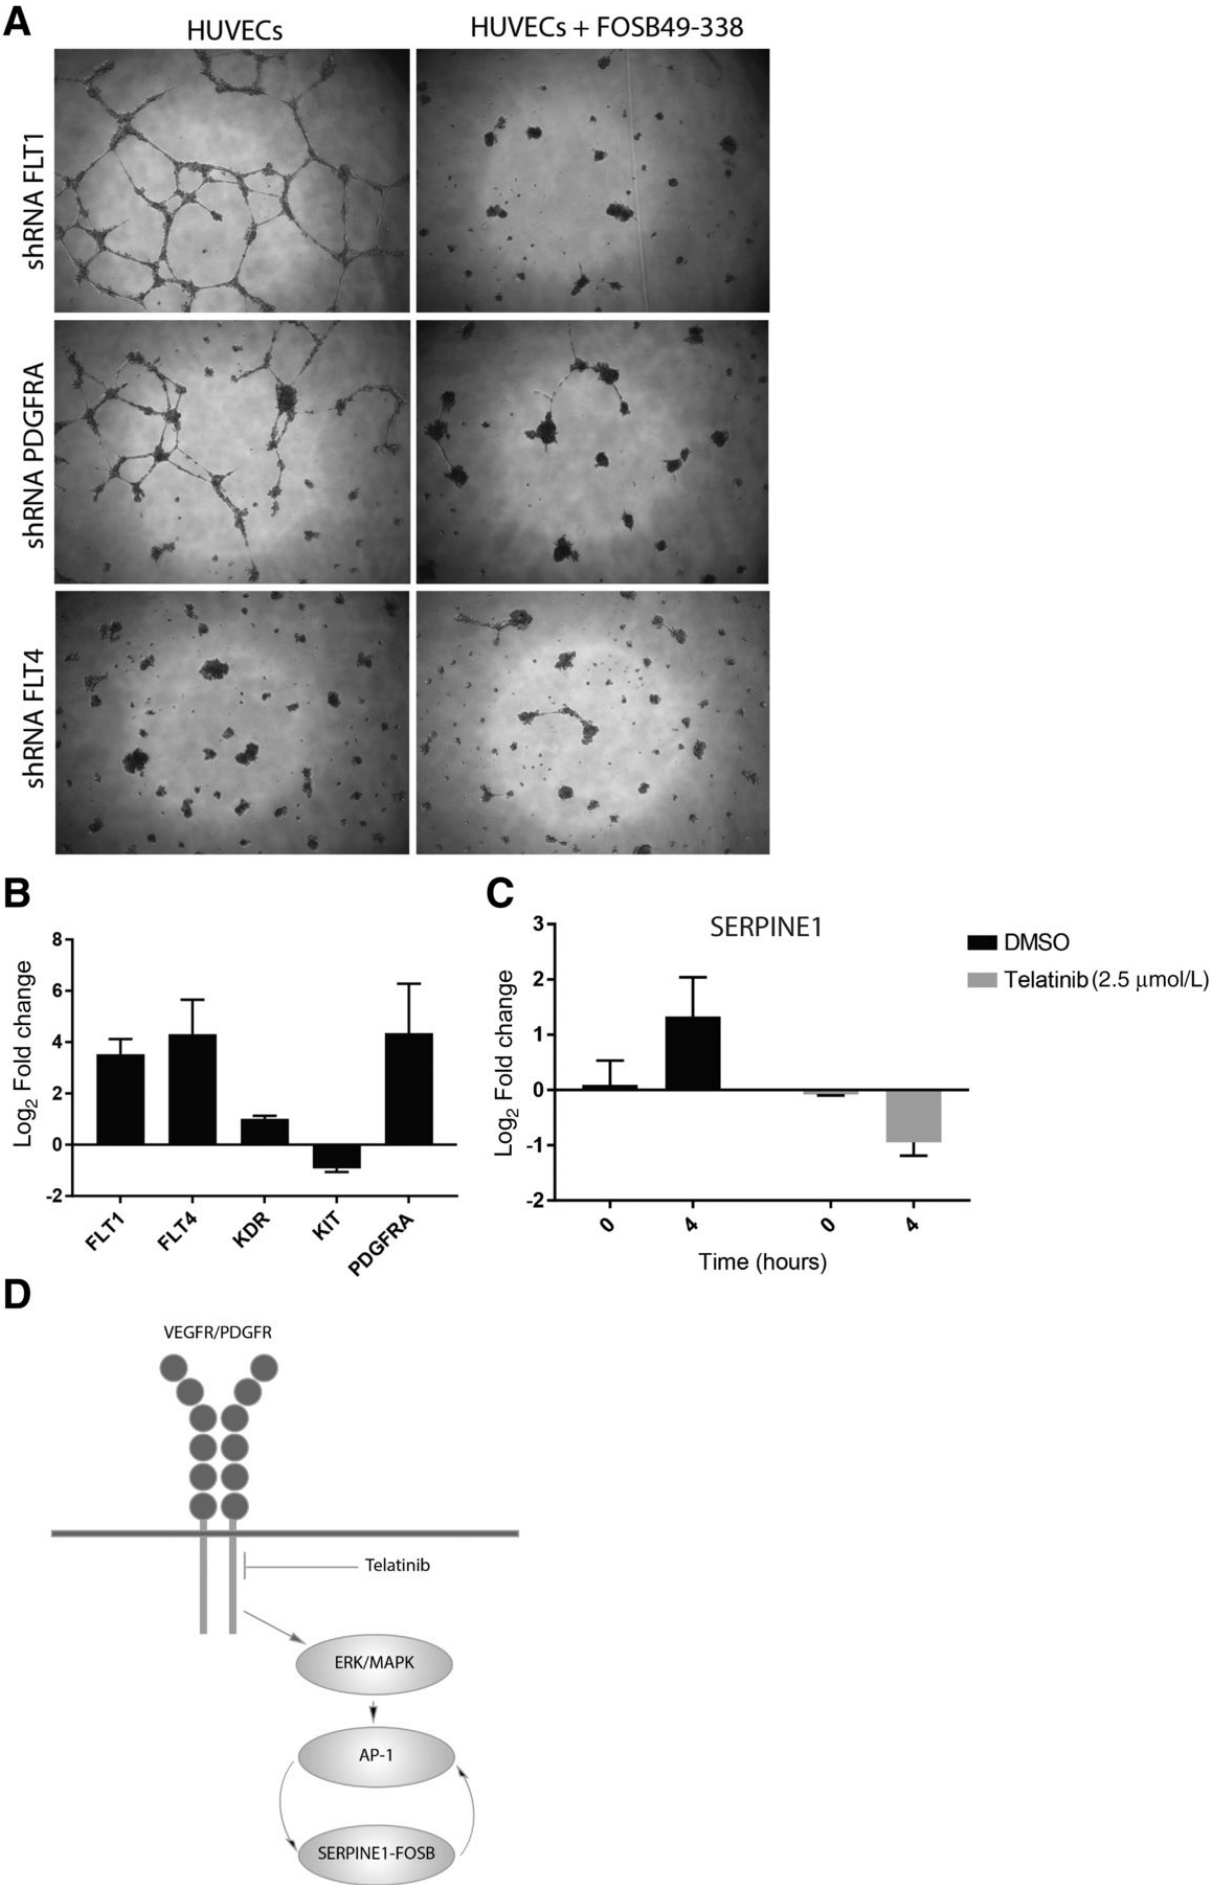 A
HUVECs
HUVECs + FOSB49-338
shRNA FLT1
shRNA PDGFRA
shRNA FLT4
B
Log2 Fold change
8
6
4
2
0
-2
FLT1
FLT4
KDR
KIT
PDGFRA
C
SERPINE1
Log2 Fold change
3
2
1
0
-1
-2
0
4
0
4
Time (hours)
DMSO
Telatinib (2.5 μmol/L)
D
VEGFR/PDGFR
Telatinib
ERK/MAPK
AP-1
SERPINE1-FOSB